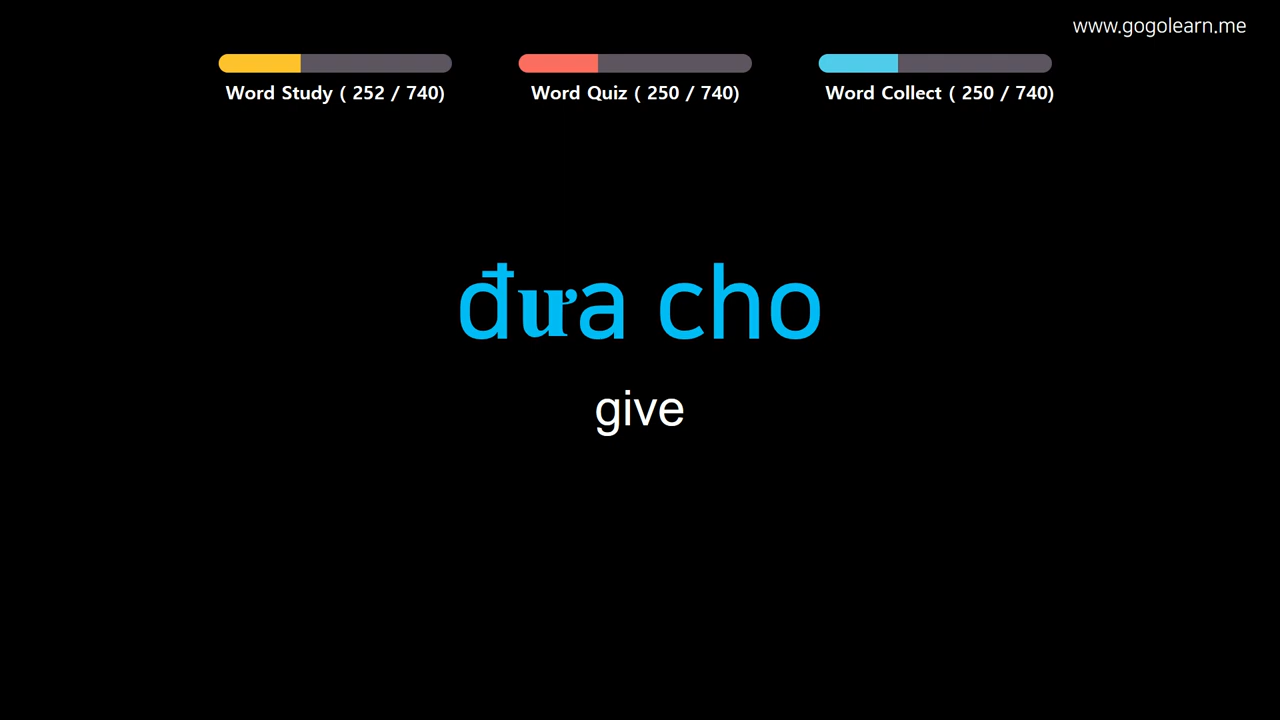 www.gogolearn.me
Word Study ( 252 / 740)
Word Quiz ( 250 / 740)
Word Collect ( 250 / 740)
đưa cho
give